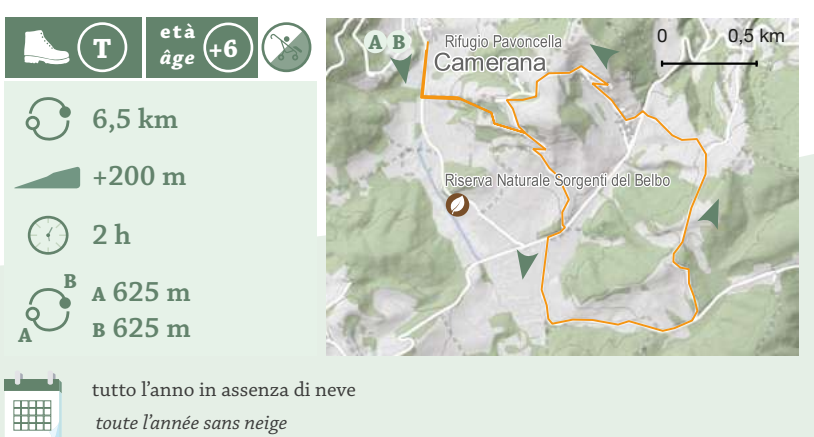 T
età
âge
+6
6,5 km
+200 m
2 h
B
A
A 625 m
B 625 m
A B
Rifugio Pavoncella
Camerana
0 0,5 km
Riserva Naturale Sorgenti del Belbo
tutto l'anno in assenza di neve
toute l'année sans neige